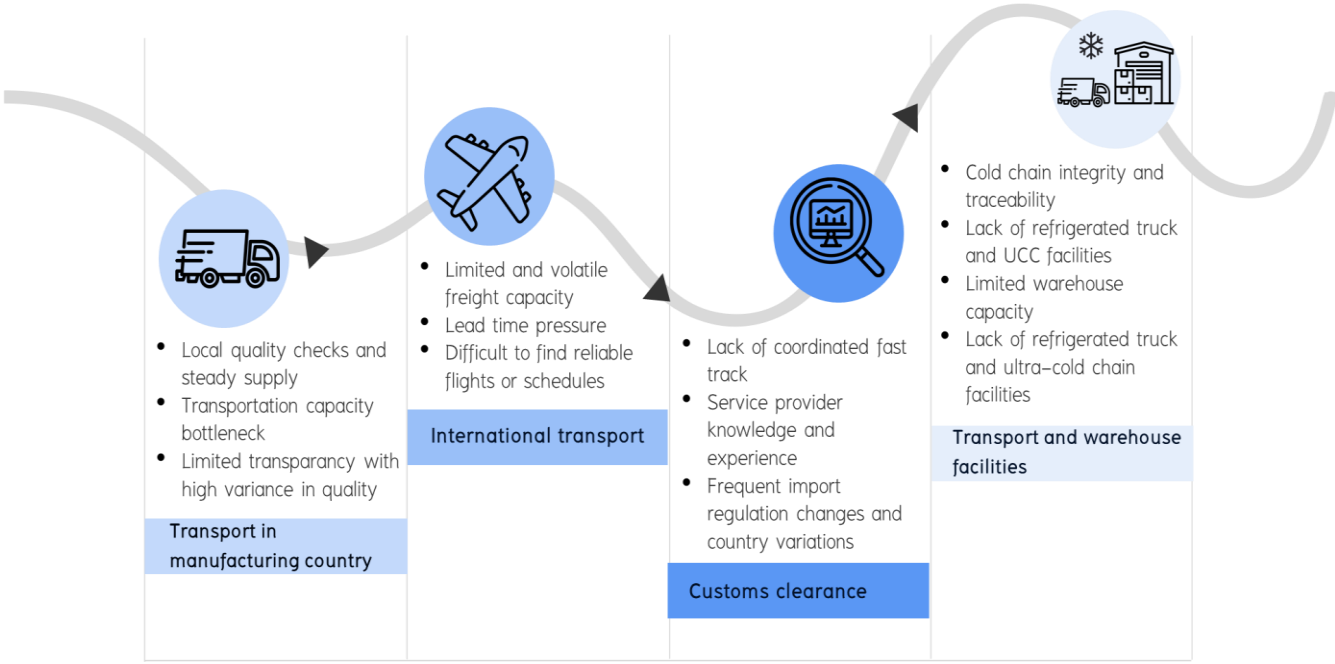 • Local quality checks and
steady supply
• Transportation capacity
bottleneck
• Limited transparancy with
high variance in quality
Transport in
manufacturing country
• Limited and volatile
freight capacity
• Lead time pressure
• Difficult to find reliable
flights or schedules
International transport
• Lack of coordinated fast
track
• Service provider
knowledge and
experience
• Frequent import
regulation changes and
country variations
Customs clearance
• Cold chain integrity and
traceability
• Lack of refrigerated truck
and UCC facilities
• Limited warehouse
capacity
• Lack of refrigerated truck
and ultra-cold chain
facilities
Transport and warehouse
facilities